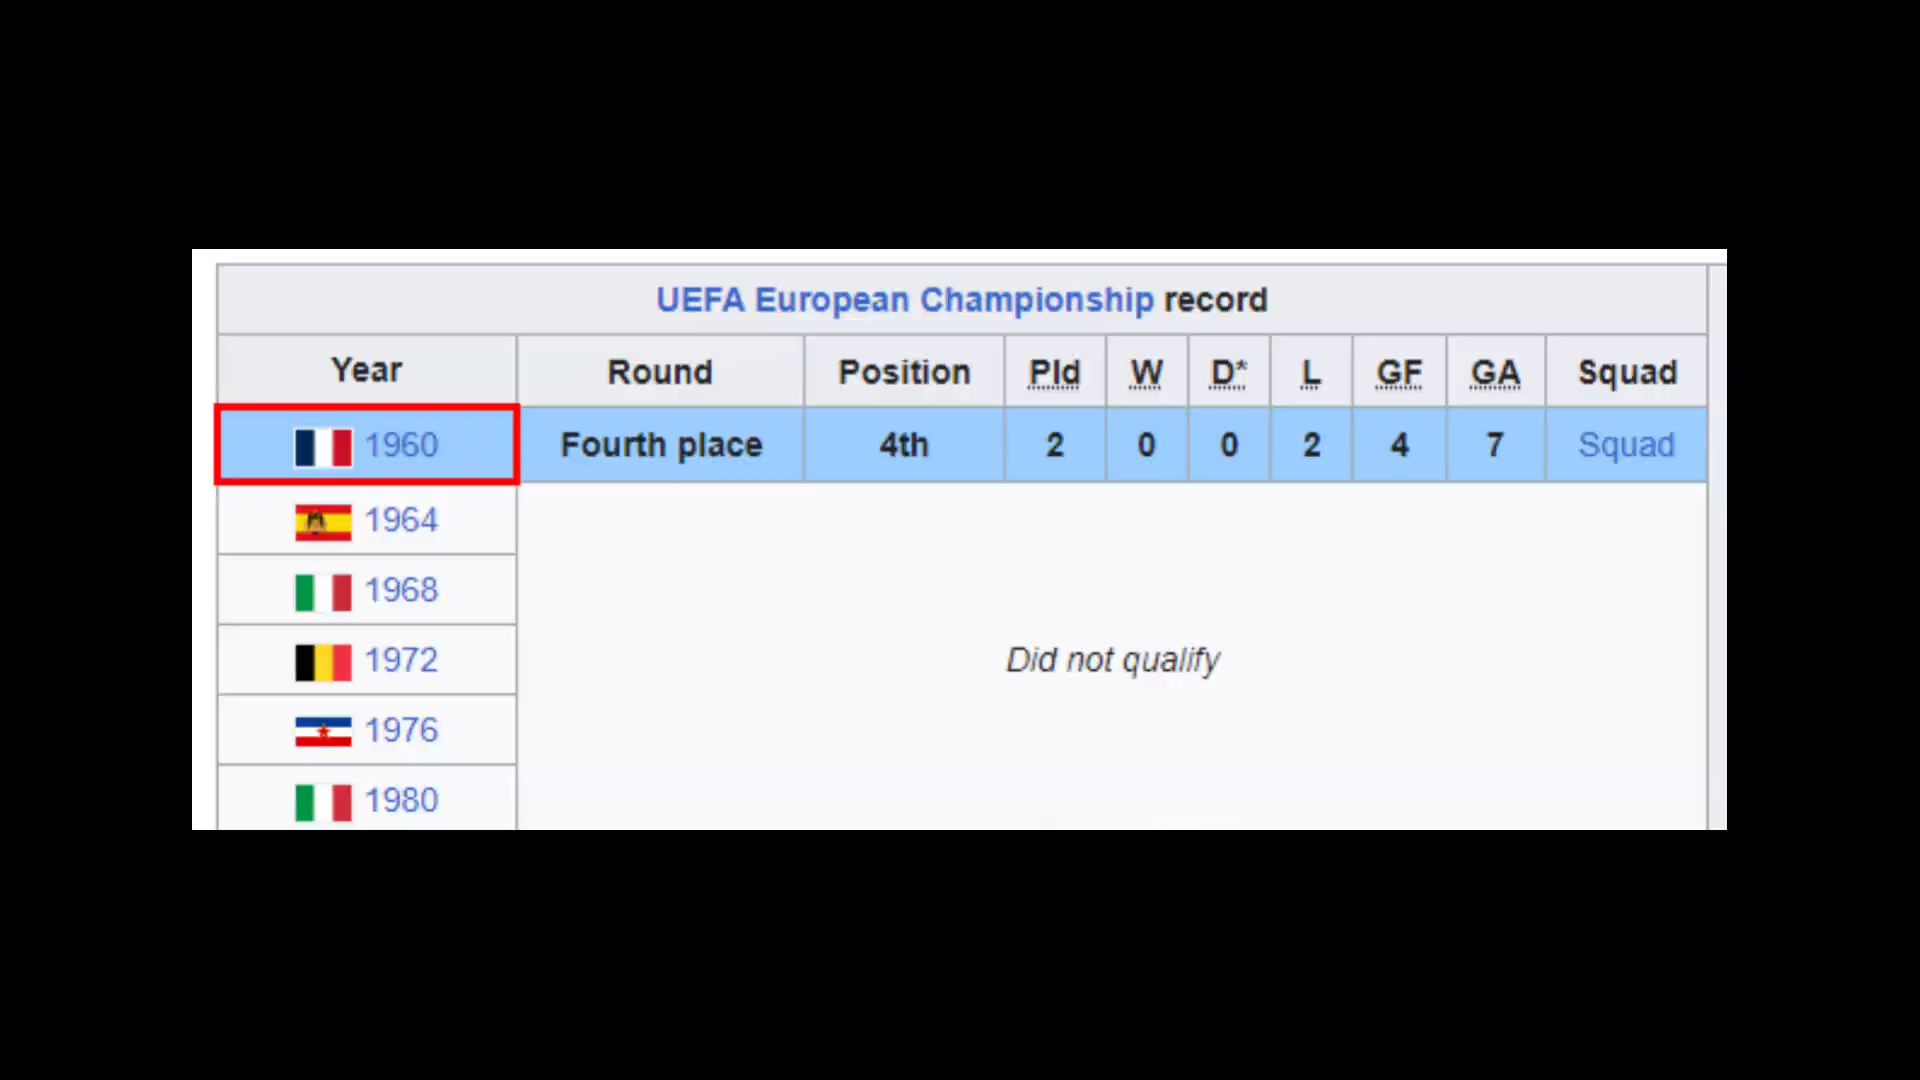 UEFA European Championship record
Year Round Position Pld W D* L GF GA Squad
1960 Fourth place 4th 2 0 0 2 4 7 Squad
1964
1968
1972 Did not qualify
1976
1980